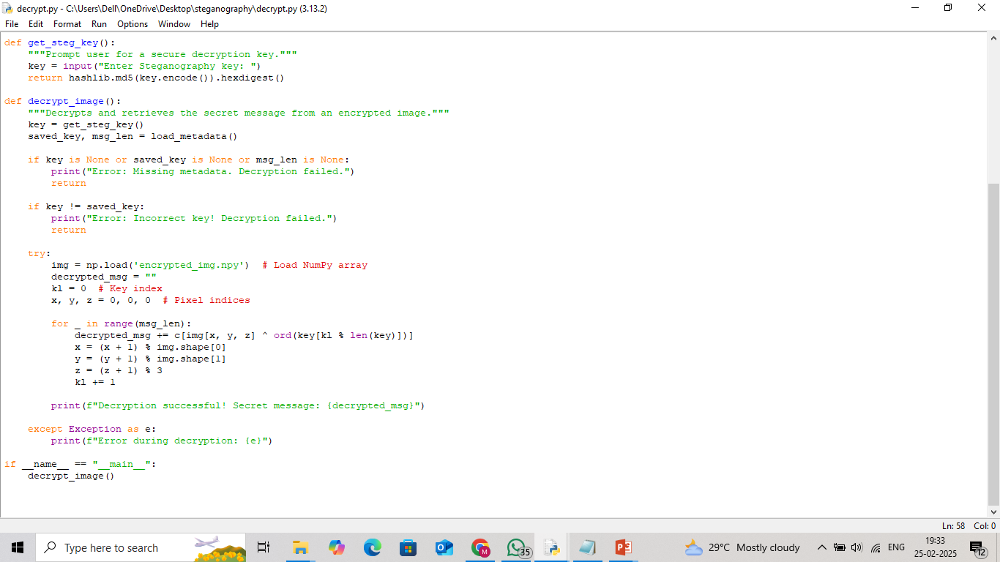 decrypt.py - C:\Users\Dell\OneDrive\Desktop\steganography\decrypt.py (3.13.2)
File Edit Format Run Options Window Help
def get_steg_key():
    """Prompt user for a secure decryption key."""
    key = input("Enter Steganography key: ")
    return hashlib.md5(key.encode()).hexdigest()

def decrypt_image():
    """Decrypts and retrieves the secret message from an encrypted image."""
    key = get_steg_key()
    saved_key, msg_len = load_metadata()

    if key is None or saved_key is None or msg_len is None:
        print("Error: Missing metadata. Decryption failed.")
        return

    if key != saved_key:
        print("Error: Incorrect key! Decryption failed.")
        return

    try:
        img = np.load('encrypted_img.npy')  # Load NumPy array
        decrypted_msg = ""
        kl = 0  # Key index
        x, y, z = 0, 0, 0  # Pixel indices

        for _ in range(msg_len):
            decrypted_msg += c[img[x, y, z] ^ ord(key[kl % len(key)])]
            x = (x + 1) % img.shape[0]
            y = (y + 1) % img.shape[1]
            z = (z + 1) % 3
            kl += 1

        print(f"Decryption successful! Secret message: {decrypted_msg}")

    except Exception as e:
        print(f"Error during decryption: {e}")

if __name__ == "__main__":
    decrypt_image()
Ln: 58 Col: 0
Type here to search
M
35
P
29°C Mostly cloudy
ENG
19:33
25-02-2025
12